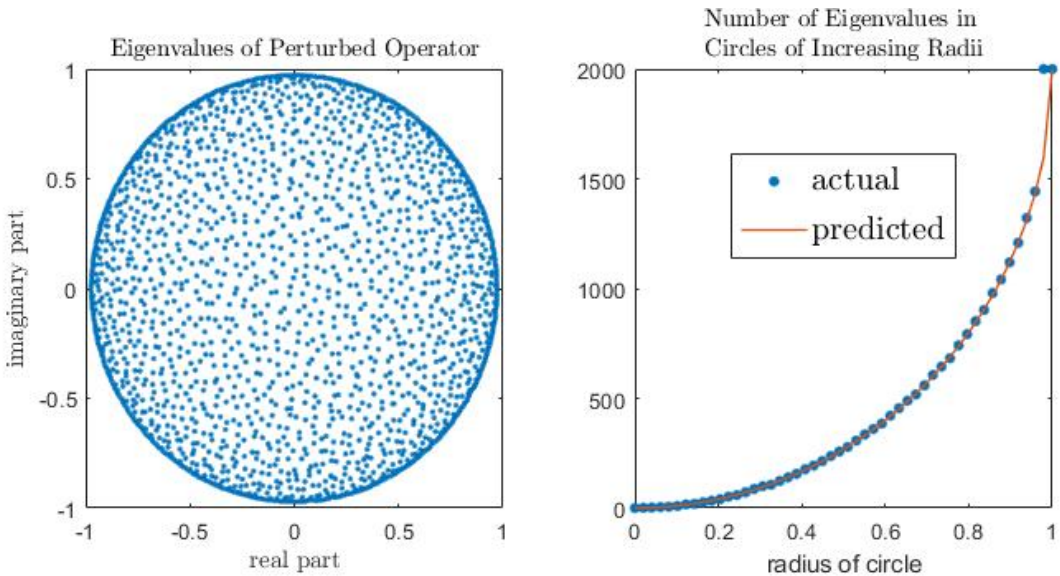 Eigenvalues of Perturbed Operator
1
0.5
0
-0.5
-1
-1
-0.5
0
0.5
1
imaginary part
real part
Number of Eigenvalues in
Circles of Increasing Radii
2000
1500
1000
500
0
0
0.2
0.4
0.6
0.8
1
actual
predicted
radius of circle